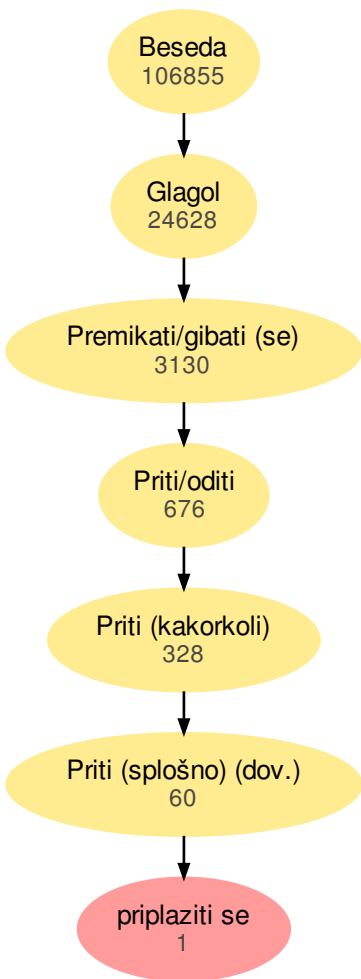 Beseda
106855
Glagol
24628
Premikati/gibati (se)
3130
Priti/oditi
676
Priti (kakorkoli)
328
Priti (splošno) (dov.)
60
priplaziti se
1